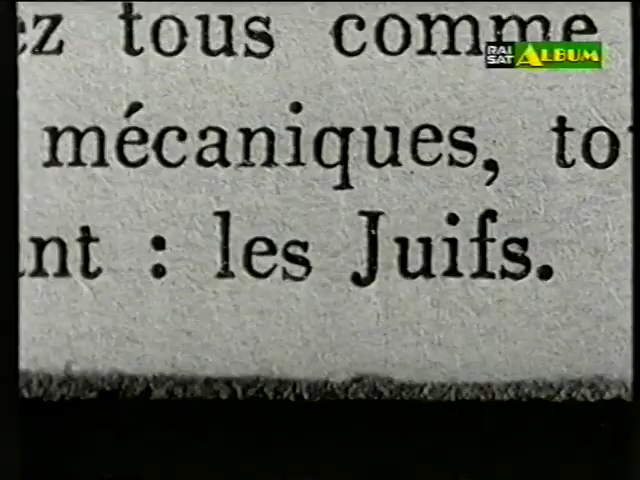 ez tous comme
RAI SAT ALBUM
mécaniques, to
nt : les Juifs.